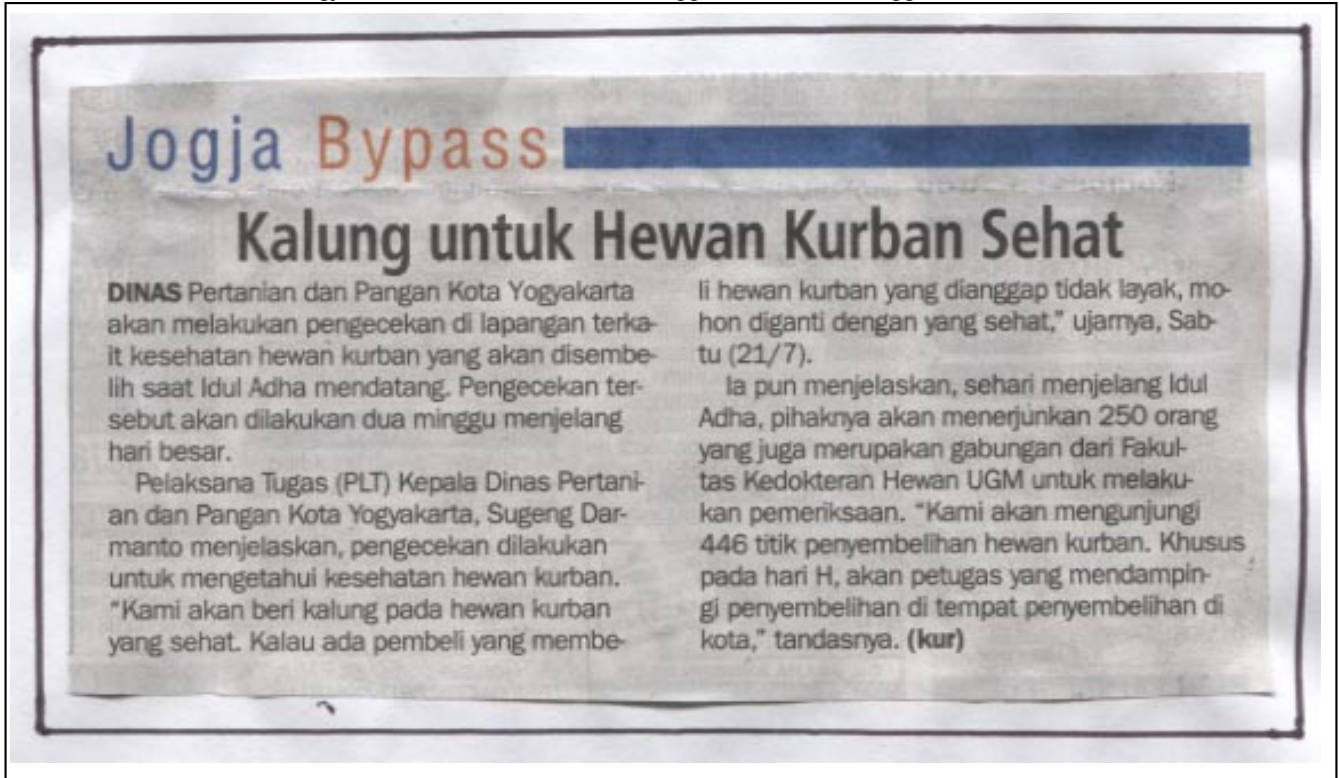 Jogja Bypass
Kalung untuk Hewan Kurban Sehat
DINAS Pertanian dan Pangan Kota Yogyakarta
akan melakukan pengecekan di lapangan terka-
it kesehatan hewan kurban yang akan disembe-
lih saat Idul Adha mendatang. Pengecekan ter-
sebut akan dilakukan dua minggu menjelang
hari besar.
Pelaksana Tugas (PLT) Kepala Dinas Pertani-
an dan Pangan Kota Yogyakarta, Sugeng Dar-
manto menjelaskan, pengecekan dilakukan
untuk mengetahui kesehatan hewan kurban.
"Kami akan beri kalung pada hewan kurban
yang sehat. Kalau ada pembeli yang membe-
li hewan kurban yang dianggap tidak layak, mo-
hon diganti dengan yang sehat," ujarnya, Sab-
tu (21/7).
Ia pun menjelaskan, sehari menjelang Idul
Adha, pihaknya akan menerjunkan 250 orang
yang juga merupakan gabungan dari Fakul-
tas Kedokteran Hewan UGM untuk melaku-
kan pemeriksaan. "Kami akan mengunjungi
446 titik penyembelihan hewan kurban. Khusus
pada hari H, akan petugas yang mendampin-
gi penyembelihan di tempat penyembelihan di
kota," tandasnya. (kur)